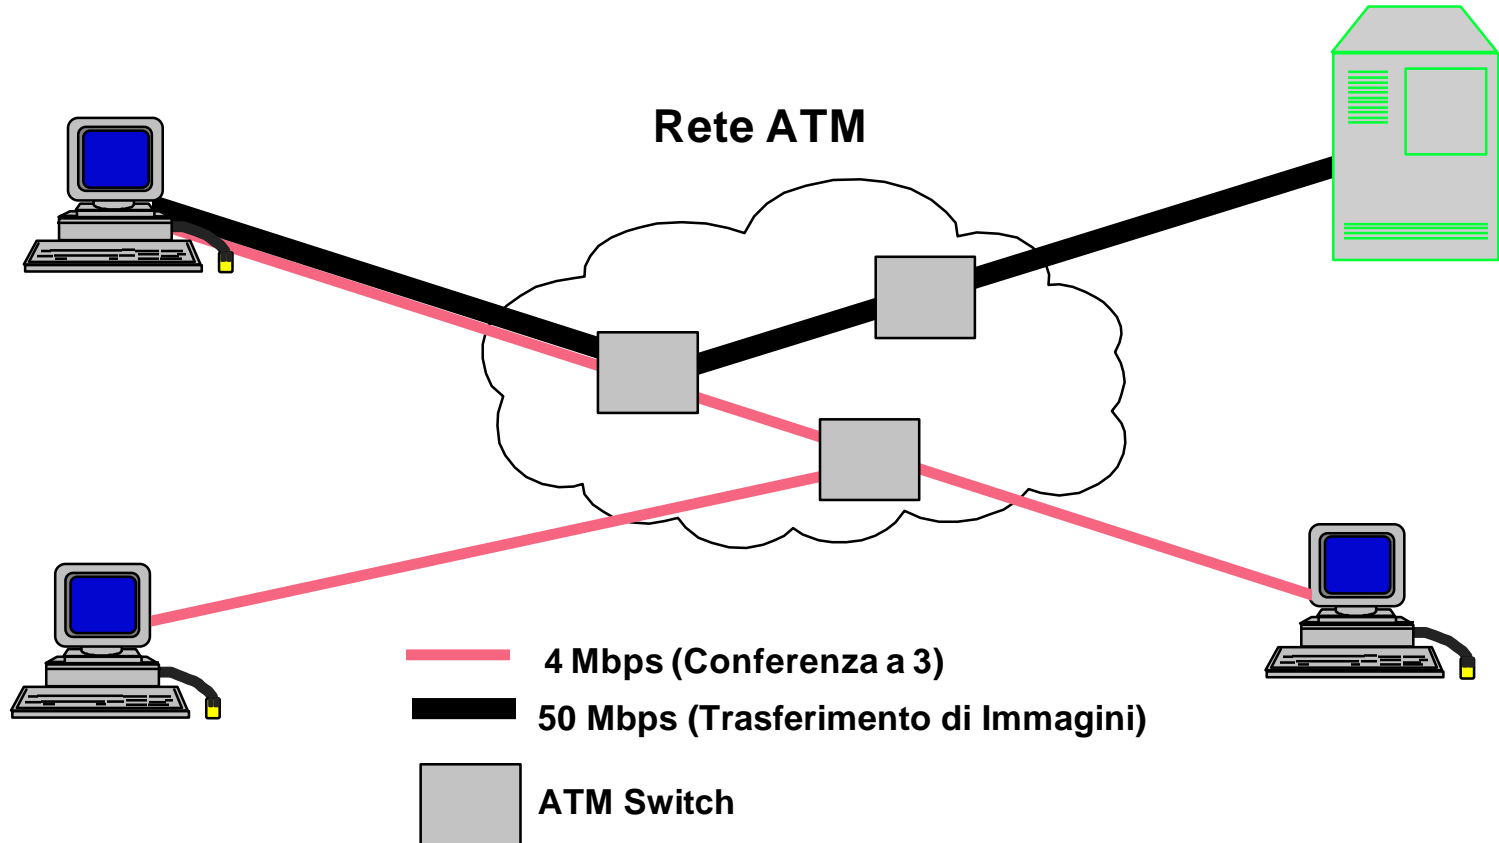 Rete ATM
4 Mbps (Conferenza a 3)
50 Mbps (Trasferimento di Immagini)
ATM Switch